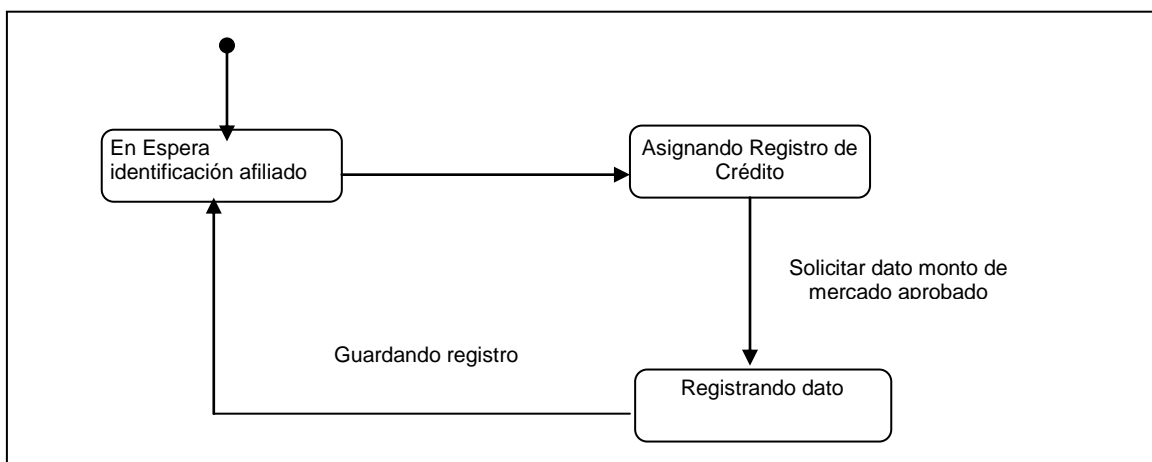 En Espera
identificación afiliado
Asignando Registro de
Crédito
Solicitar dato monto de
mercado aprobado
Guardando registro
Registrando dato